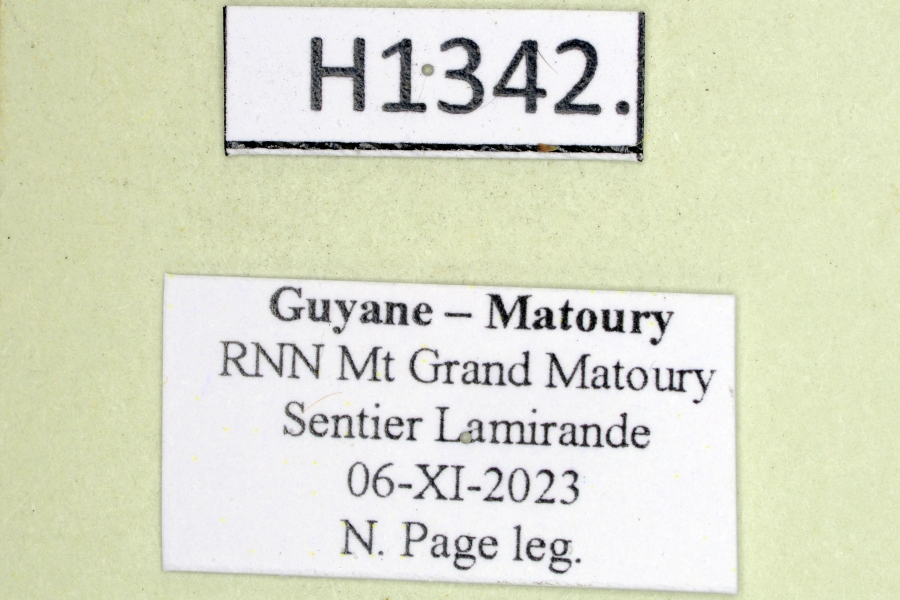 H1342.
Guyane – Matoury
RNN Mt Grand Matoury
Sentier Lamirande
06-XI-2023
N. Page leg.